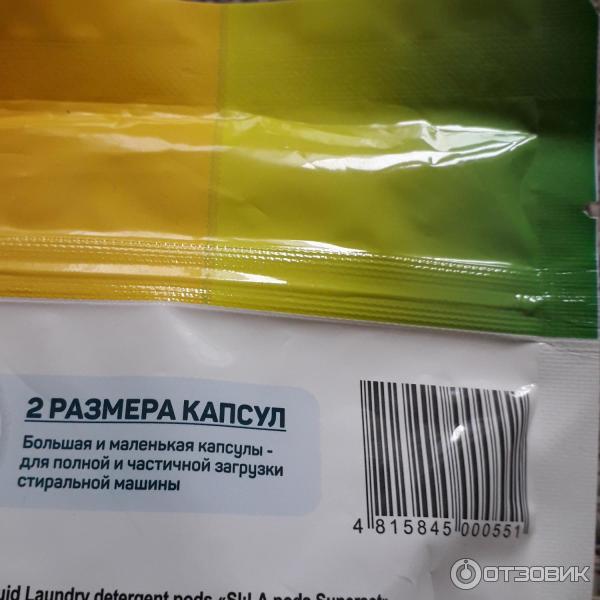 2 РАЗМЕРА КАПСУЛ
Большая и маленькая капсулы -
для полной и частичной загрузки
стиральной машины
4 815845 000551
Laundry detergent pods
ОТЗОВИК